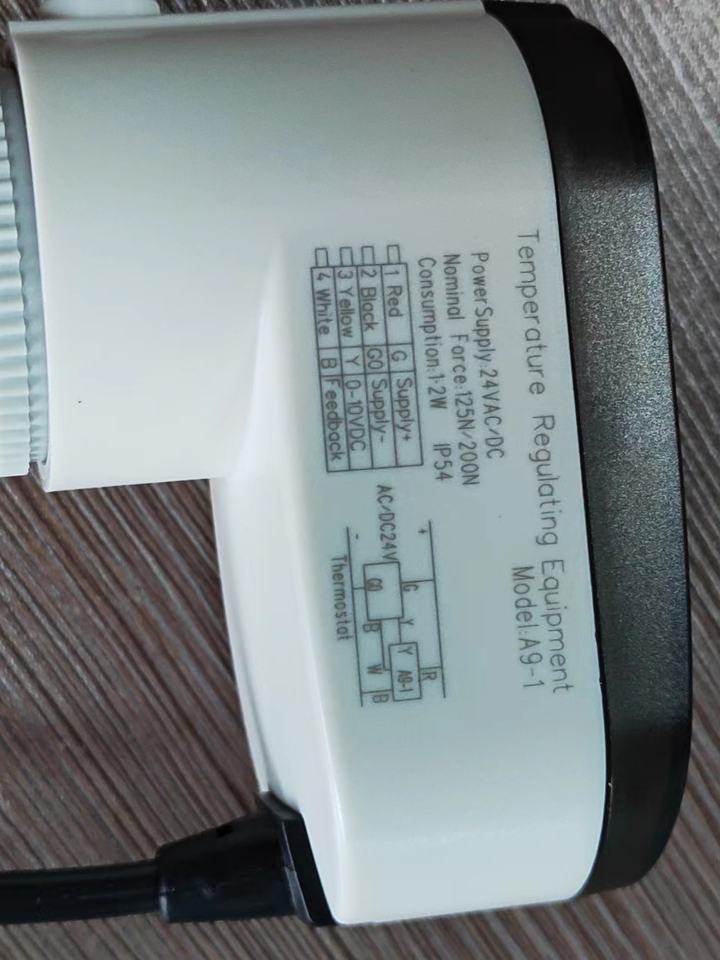 Temperature Regulating Equipment
Model:A9-1
PowerSupply:24VAC/DC
Nominal Force:125N/200N
Consumption:1·2W IP54
1 Red G Supply+
2 Black G0 Supply-
3 Yellow Y 0-10VDC
4 White B Feedback
+
AC/DC24V
-
G Y R
G0 Y A9-1
B W B
Thermostat